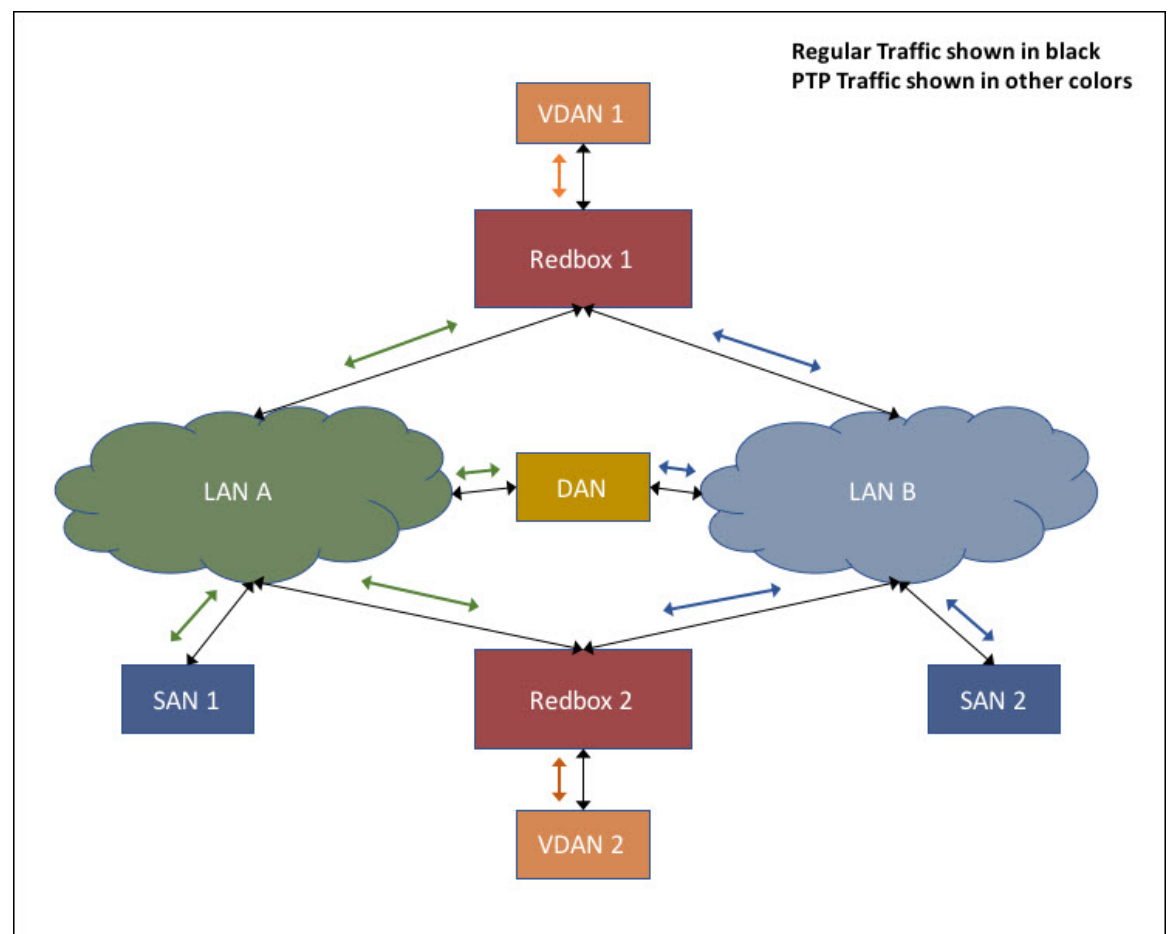 Regular Traffic shown in black
PTP Traffic shown in other colors
VDAN 1
Redbox 1
LAN A
DAN
LAN B
SAN 1
Redbox 2
SAN 2
VDAN 2